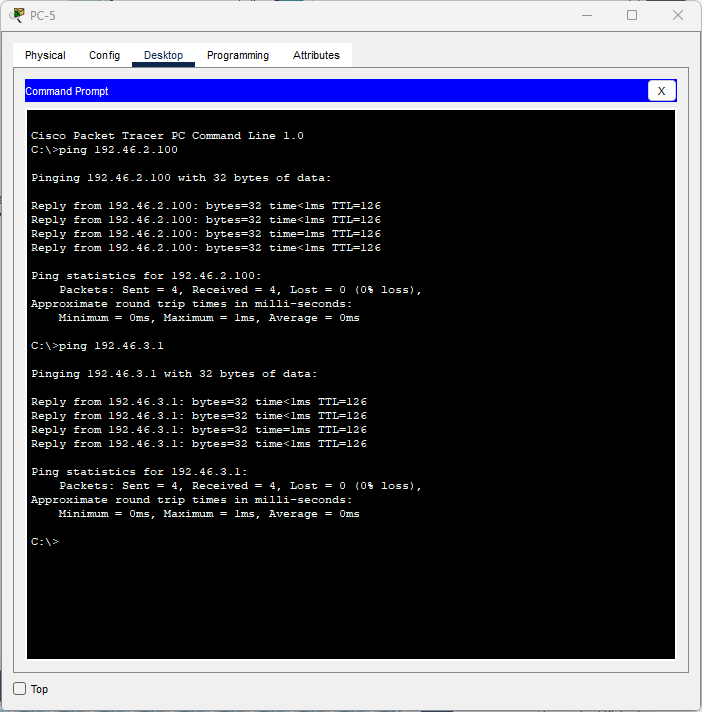 PC-5
Physical Config Desktop Programming Attributes
Command Prompt X
Cisco Packet Tracer PC Command Line 1.0
C:\>ping 192.46.2.100
Pinging 192.46.2.100 with 32 bytes of data:
Reply from 192.46.2.100: bytes=32 time<1ms TTL=126
Reply from 192.46.2.100: bytes=32 time<1ms TTL=126
Reply from 192.46.2.100: bytes=32 time=1ms TTL=126
Reply from 192.46.2.100: bytes=32 time<1ms TTL=126
Ping statistics for 192.46.2.100:
Packets: Sent = 4, Received = 4, Lost = 0 (0% loss),
Approximate round trip times in milli-seconds:
Minimum = 0ms, Maximum = 1ms, Average = 0ms
C:\>ping 192.46.3.1
Pinging 192.46.3.1 with 32 bytes of data:
Reply from 192.46.3.1: bytes=32 time<1ms TTL=126
Reply from 192.46.3.1: bytes=32 time<1ms TTL=126
Reply from 192.46.3.1: bytes=32 time=1ms TTL=126
Reply from 192.46.3.1: bytes=32 time<1ms TTL=126
Ping statistics for 192.46.3.1:
Packets: Sent = 4, Received = 4, Lost = 0 (0% loss),
Approximate round trip times in milli-seconds:
Minimum = 0ms, Maximum = 1ms, Average = 0ms
C:\>
Top